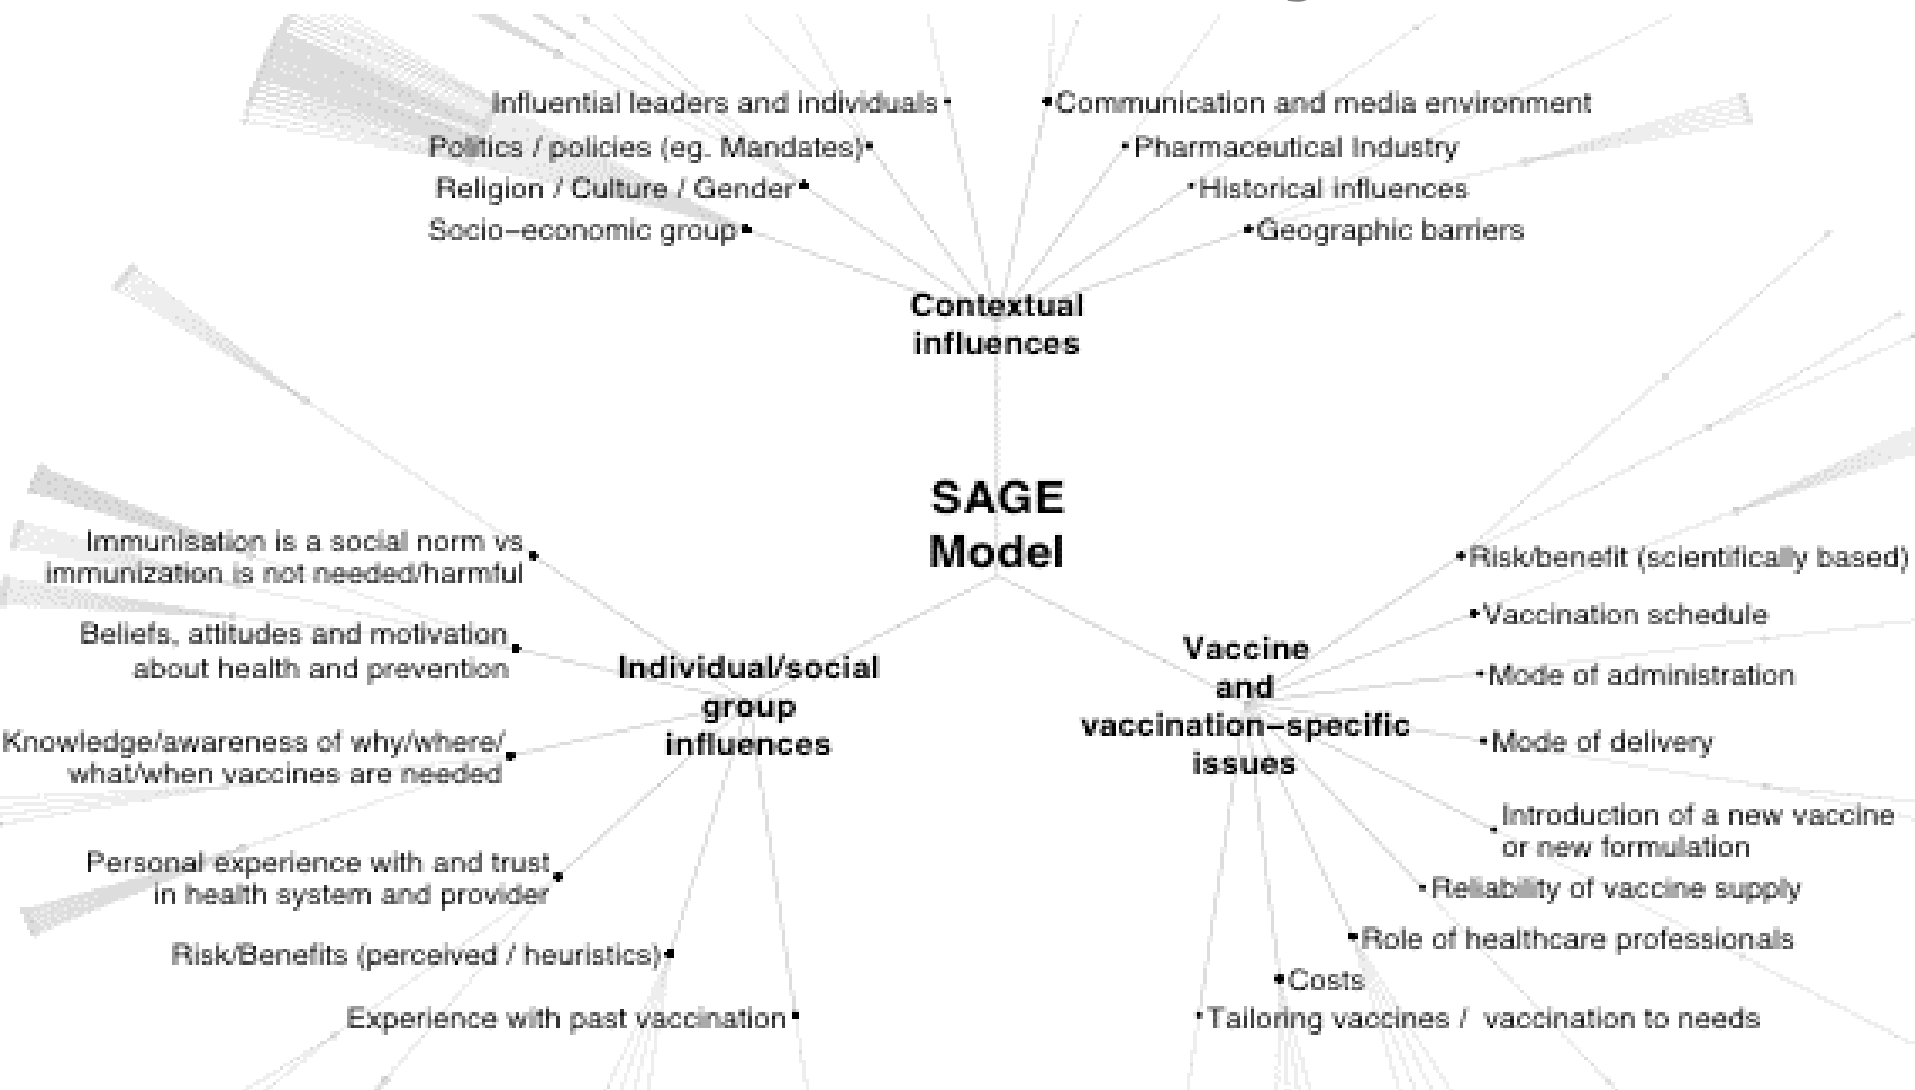 Influential leaders and individuals
Politics / policies (eg. Mandates)
Religion / Culture / Gender
Socio-economic group
Communication and media environment
Pharmaceutical Industry
Historical influences
Geographic barriers
Contextual
influences
SAGE
Model
Immunisation is a social norm vs
immunization is not needed/harmful
Beliefs, attitudes and motivation
about health and prevention
Knowledge/awareness of why/where/
what/when vaccines are needed
Personal experience with and trust
in health system and provider
Risk/Benefits (perceived / heuristics)
Experience with past vaccination
Individual/social
group
influences
Vaccine
and
vaccination-specific
issues
Risk/benefit (scientifically based)
Vaccination schedule
Mode of administration
Mode of delivery
Introduction of a new vaccine
or new formulation
Reliability of vaccine supply
Role of healthcare professionals
Costs
Tailoring vaccines / vaccination to needs